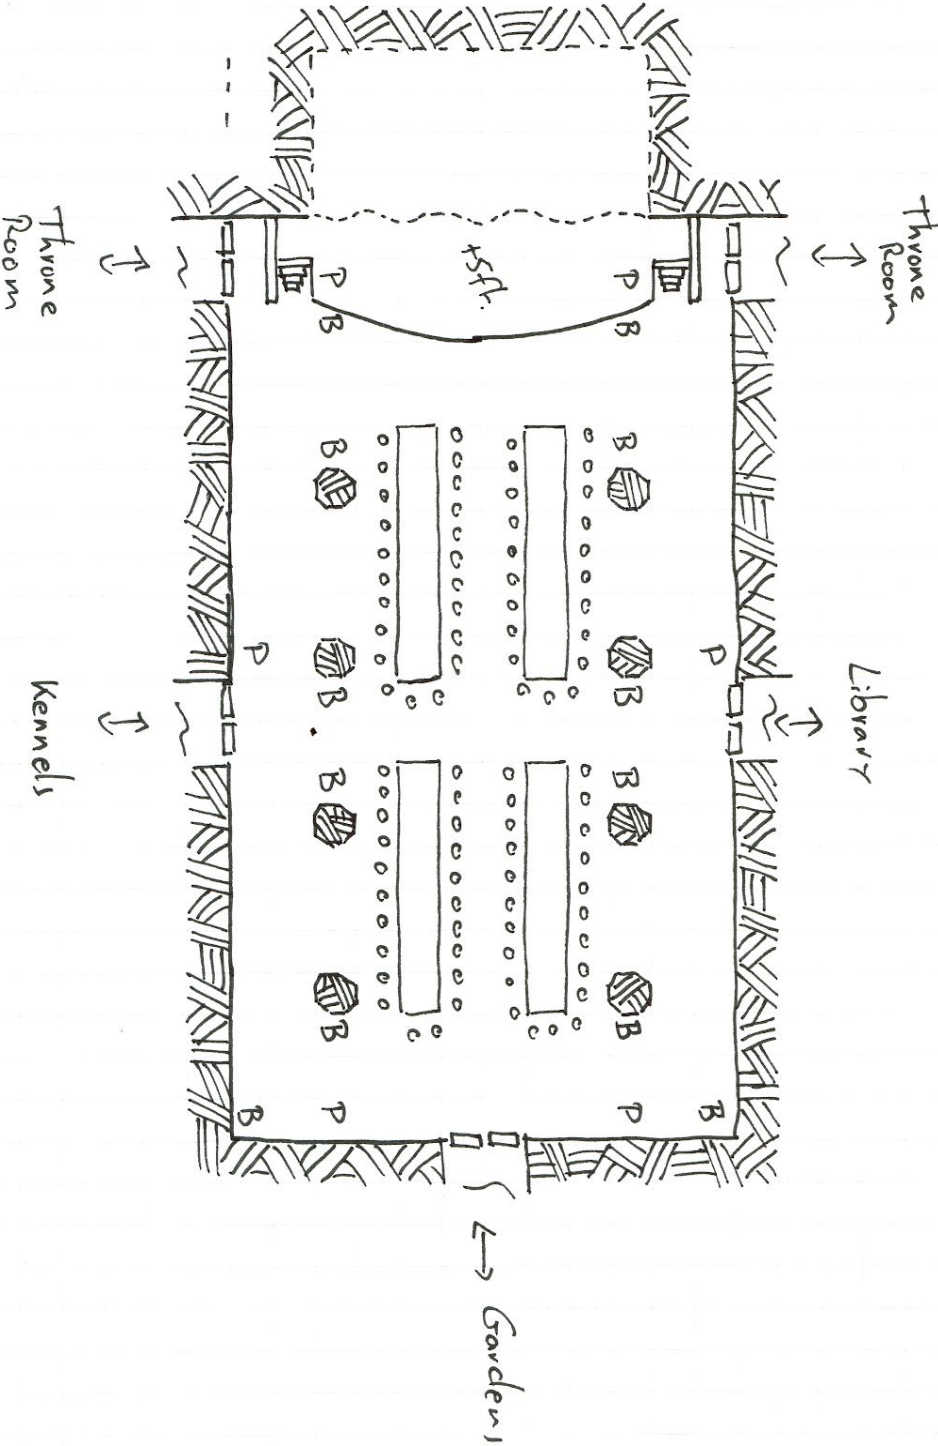 Throne
Room
Library
P B
P B B B B B P
+5ft.
Gardens
P B B B B B P
P B
Throne
Room
Kennels